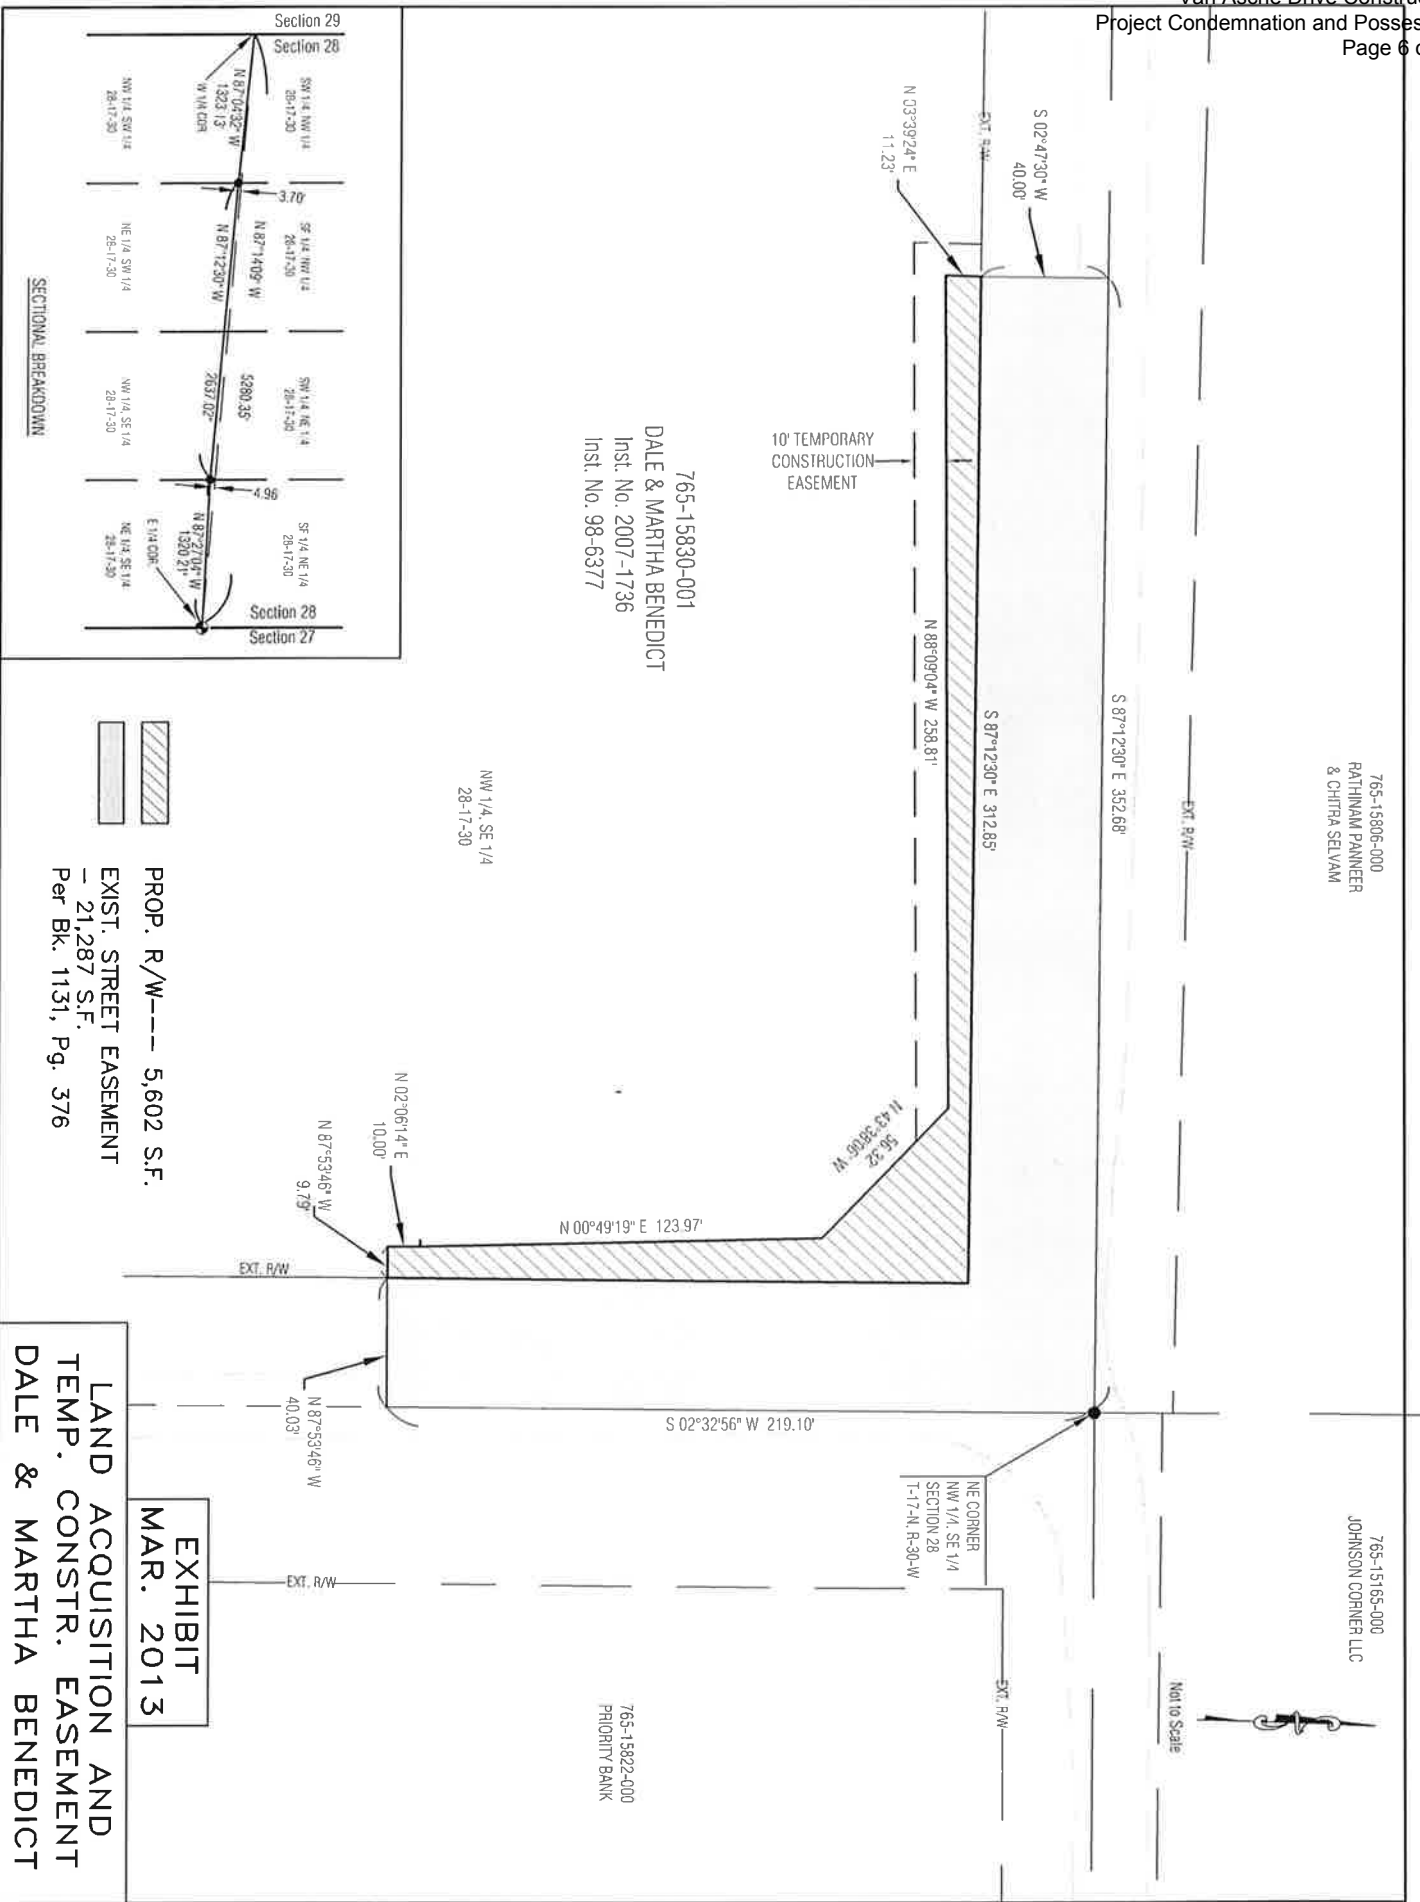 Project Condemnation and Posses
Page 6 o
765-15806-000
RATHINAM PANNEER
& CHITRA SELVAM
765-15165-000
JOHNSON CORNER LLC
Not to Scale
EXT. R/W
S 87°12'30" E 352.68'
S 02°47'30" W
40.00'
EXT. R/W
N 03°39'24" E
11.23'
S 87°12'30" E 312.85'
N 88°09'04" W 258.81'
10' TEMPORARY
CONSTRUCTION
EASEMENT
765-15830-001
DALE & MARTHA BENEDICT
Inst. No. 2007-1736
Inst. No. 98-6377
N 43°38'06" W
56.32'
N 00°49'19" E 123.97'
S 02°32'56" W 219.10'
NE CORNER
NW 1/4, SE 1/4
SECTION 28
T-17-N, R-30-W
EXT. R/W
765-15822-000
PRIORITY BANK
NW 1/4, SE 1/4
28-17-30
N 02°06'14" E
10.00'
N 87°53'46" W
9.79'
EXT. R/W
N 87°53'46" W
40.03'
EXT. R/W
Section 29
Section 28
SW 1/4, NW 1/4
28-17-30
SE 1/4, NW 1/4
28-17-30
SW 1/4, NE 1/4
28-17-30
SE 1/4, NE 1/4
28-17-30
N 87°04'32" W
1323.13'
W 1/4 COR
3.70'
N 87°14'09" W
5280.35'
N 87°12'30" W
2637.02'
4.96
N 87°27'04" W
1320.21'
E 1/4 COR
Section 28
Section 27
NW 1/4, SW 1/4
28-17-30
NE 1/4, SW 1/4
28-17-30
NW 1/4, SE 1/4
28-17-30
NE 1/4, SE 1/4
28-17-30
SECTIONAL BREAKDOWN
PROP. R/W--- 5,602 S.F.
EXIST. STREET EASEMENT
- 21,287 S.F.
Per Bk. 1131, Pg. 376
EXHIBIT
MAR. 2013
LAND ACQUISITION AND
TEMP. CONSTR. EASEMENT
DALE & MARTHA BENEDICT